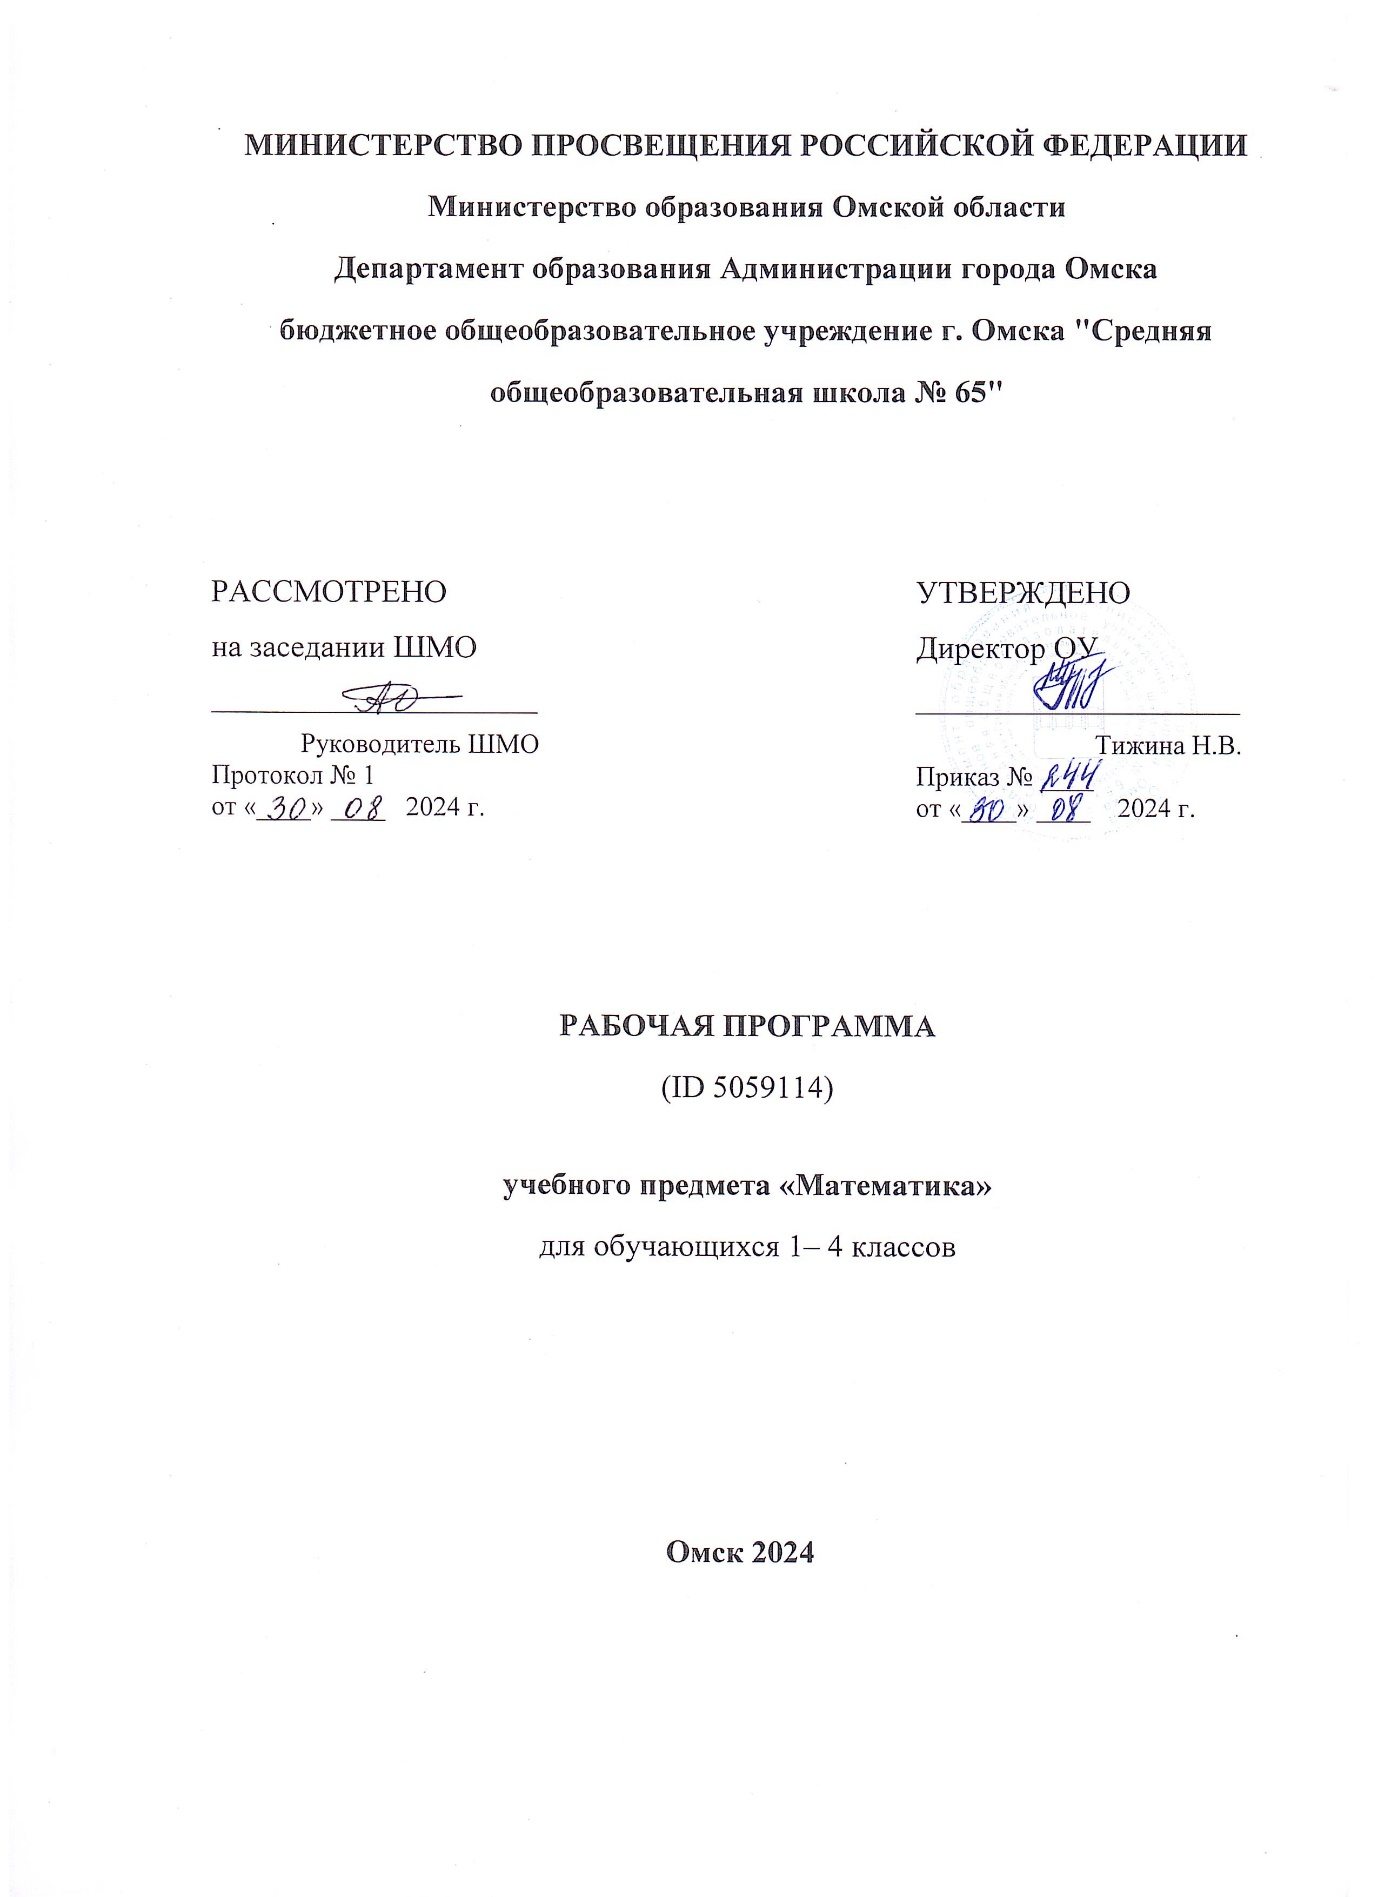 МИНИСТЕРСТВО ПРОСВЕЩЕНИЯ РОССИЙСКОЙ ФЕДЕРАЦИИ
Министерство образования Омской области
Департамент образования Администрации города Омска
бюджетное общеобразовательное учреждение г. Омска "Средняя
общеобразовательная школа № 65"
РАССМОТРЕНО
на заседании ШМО
Руководитель ШМО
Протокол № 1
от «30» 08 2024 г.
УТВЕРЖДЕНО
Директор ОУ
Тижина Н.В.
Приказ № 244
от «30» 08 2024 г.
РАБОЧАЯ ПРОГРАММА
(ID 5059114)
учебного предмета «Математика»
для обучающихся 1– 4 классов
Омск 2024